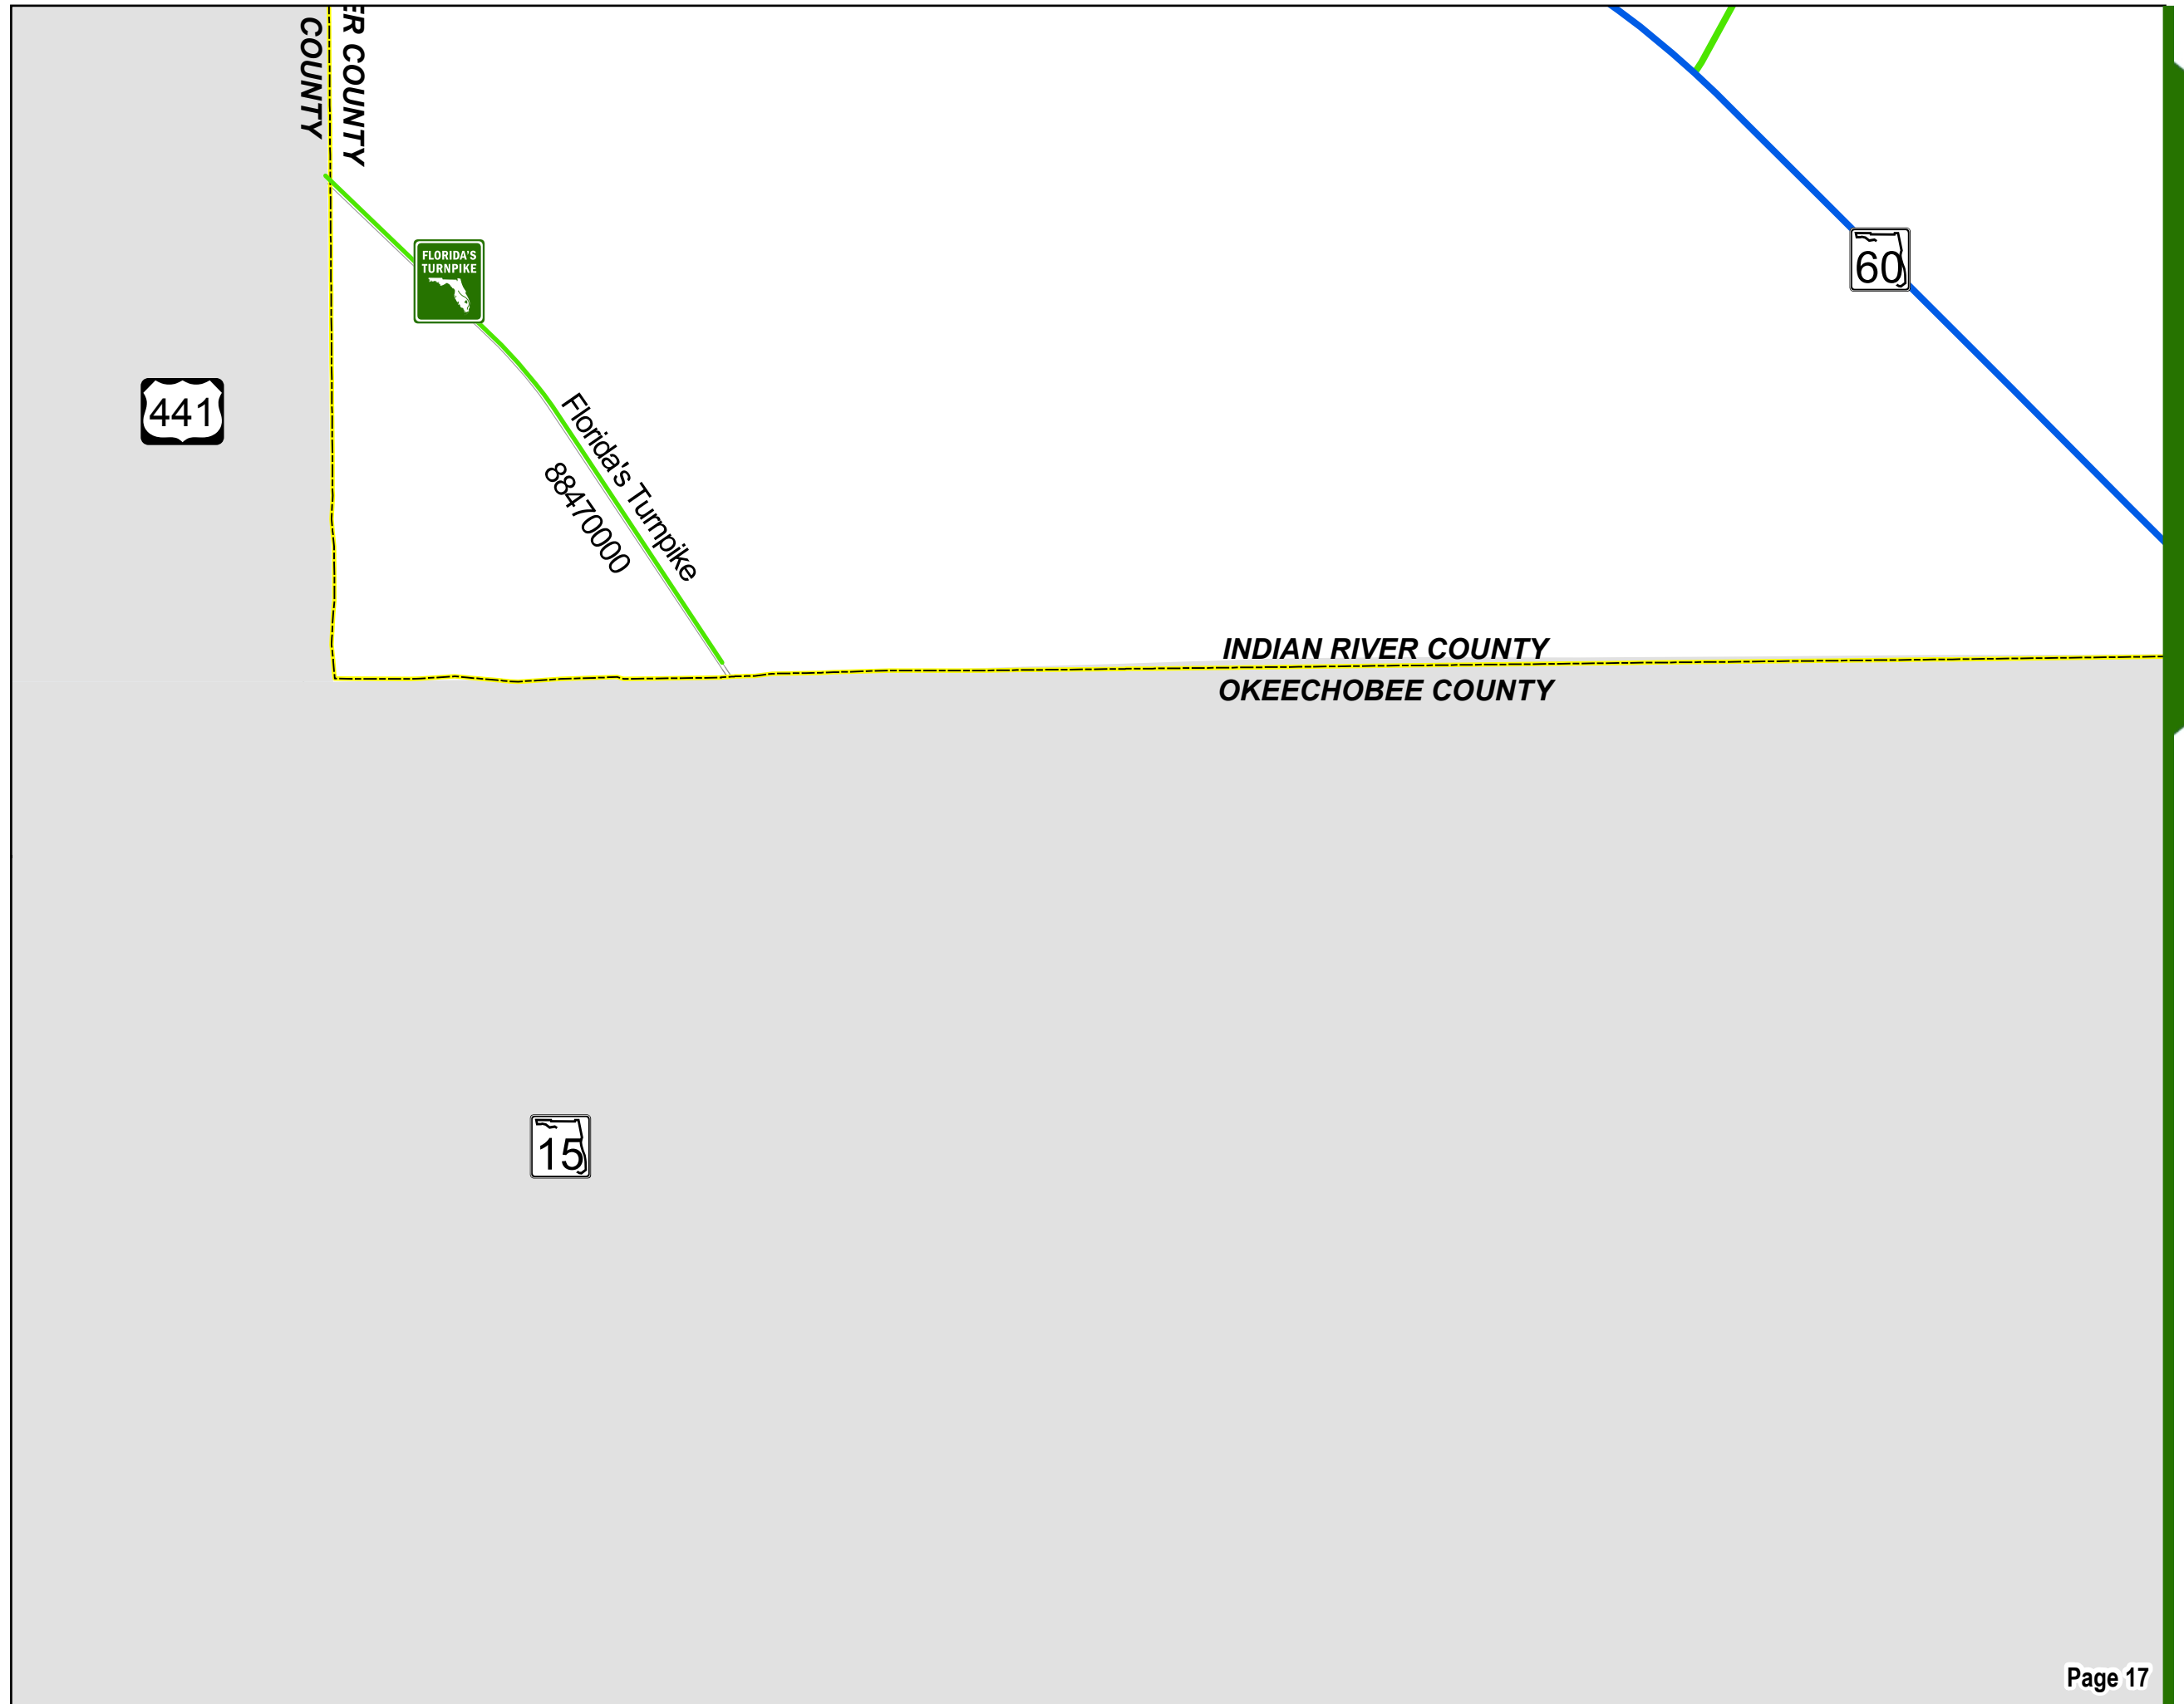 COUNTY
ER COUNTY
FLORIDA'S
TURNPIKE
60
441
Florida's Turnpike
88470000
INDIAN RIVER COUNTY
OKEECHOBEE COUNTY
15
Page 17